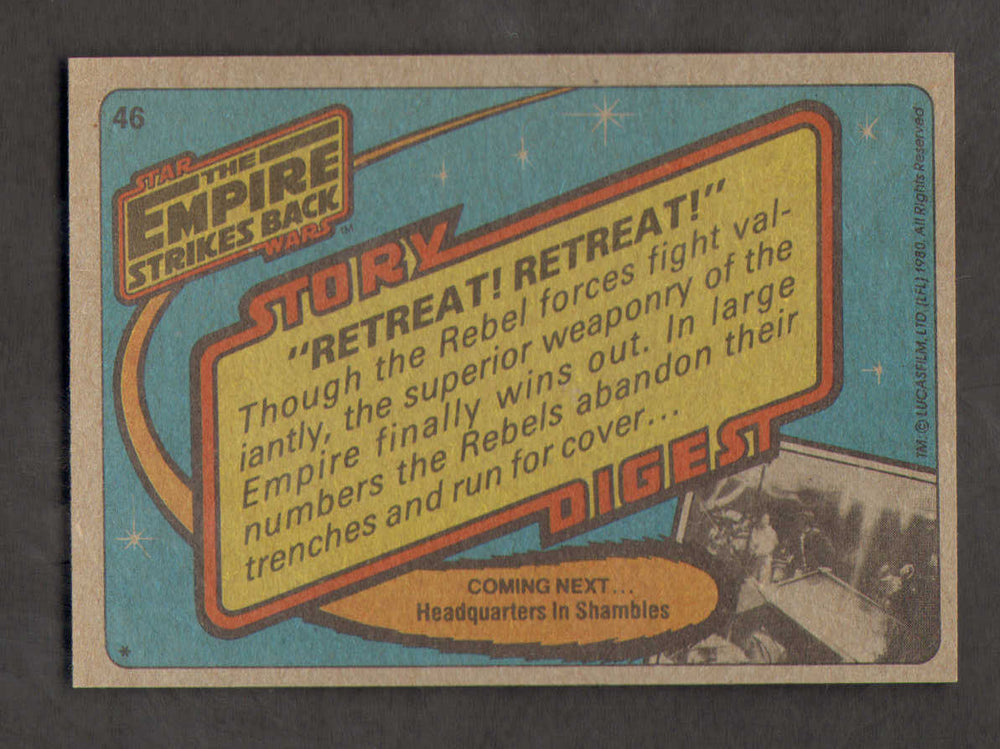 46
STAR
THE
EMPIRE
STRIKES BACK
WARS™
STORY
"RETREAT! RETREAT!"
Though the Rebel forces fight val-
iantly, the superior weaponry of the
Empire finally wins out. In large
numbers the Rebels abandon their
trenches and run for cover...
DIGEST
COMING NEXT...
Headquarters In Shambles
*
TM: © LUCASFILM, LTD. (LFL) 1980. All Rights Reserved